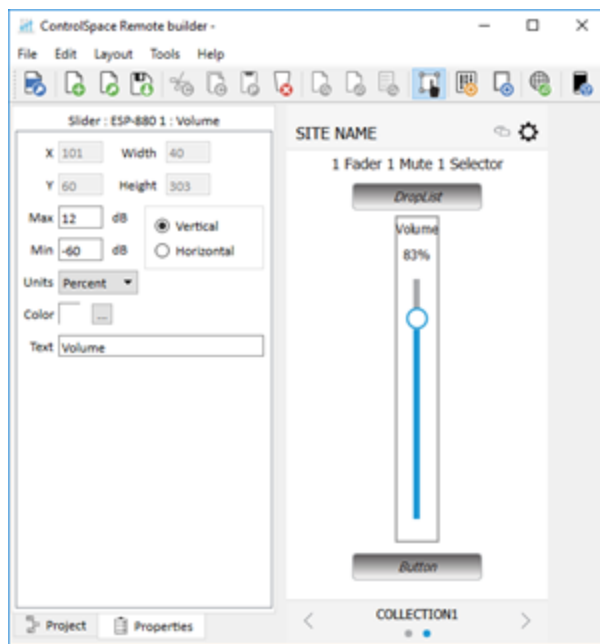 ControlSpace Remote builder -
File Edit Layout Tools Help
Slider : ESP-880 1 : Volume
X 101 Width 40
Y 60 Height 303
Max 12 dB
Vertical
Min -60 dB
Horizontal
Units Percent
Color ...
Text Volume
Project Properties
SITE NAME
1 Fader 1 Mute 1 Selector
DropList
Volume
83%
Button
COLLECTION1